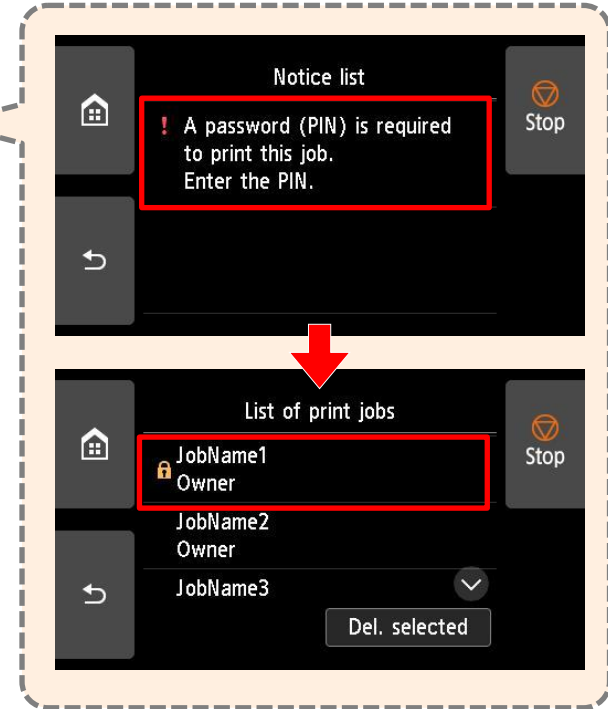 Notice list
Stop
! A password (PIN) is required
to print this job.
Enter the PIN.
List of print jobs
Stop
JobName1
Owner
JobName2
Owner
JobName3
Del. selected